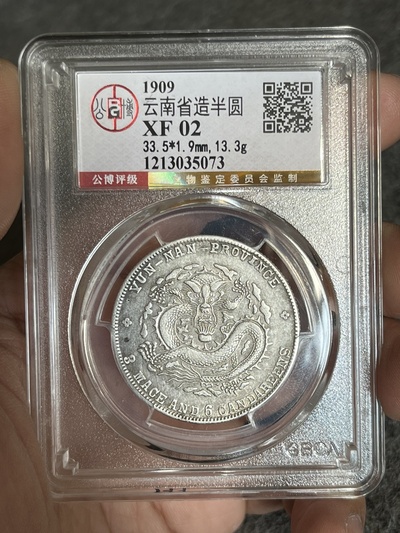 1909
云南省造半圆
XF 02
33.5*1.9mm,13.3g
1213035073
公博评级
物鉴定委员会监制
YUN-NAN-PROVINCE
3 MACE AND 6 CANDAREENS
GBCA